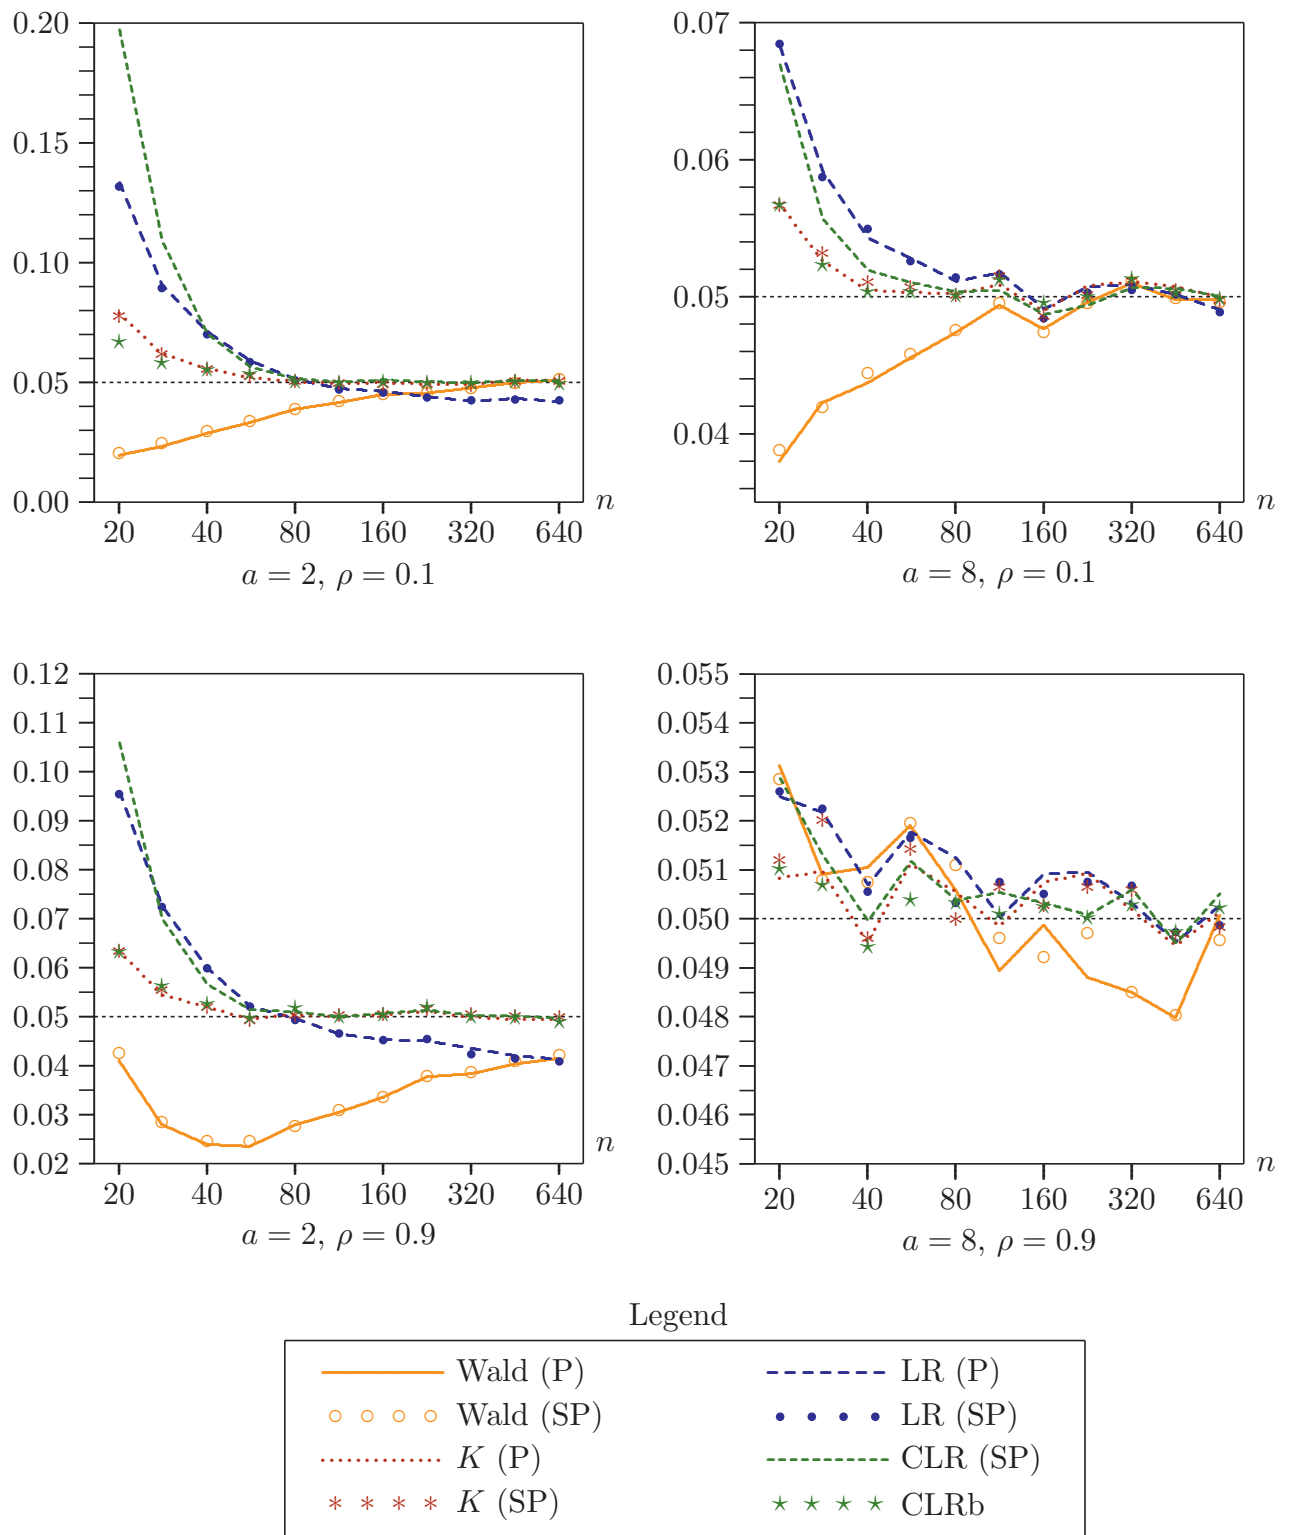 0.20
0.15
0.10
0.05
0.00
n
20 40 80 160 320 640
a = 2, ρ = 0.1
0.07
0.06
0.05
0.04
n
20 40 80 160 320 640
a = 8, ρ = 0.1
0.12
0.11
0.10
0.09
0.08
0.07
0.06
0.05
0.04
0.03
0.02
n
20 40 80 160 320 640
a = 2, ρ = 0.9
0.055
0.054
0.053
0.052
0.051
0.050
0.049
0.048
0.047
0.046
0.045
n
20 40 80 160 320 640
a = 8, ρ = 0.9
Legend
Wald (P)
Wald (SP)
K (P)
K (SP)
LR (P)
LR (SP)
CLR (SP)
CLRb